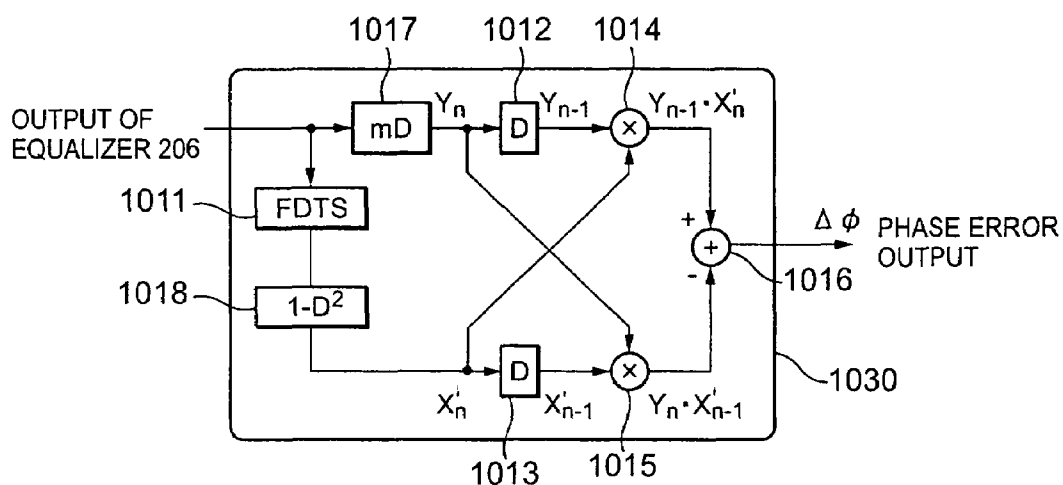 1017
1012
1014
OUTPUT OF
EQUALIZER 206
mD
Yn
D
Yn-1
×
Yn-1·X'n
1011
FDTS
+
+
-
Δφ
PHASE ERROR
OUTPUT
1016
1018
1-D²
X'n
D
X'n-1
×
Yn·X'n-1
1030
1013
1015